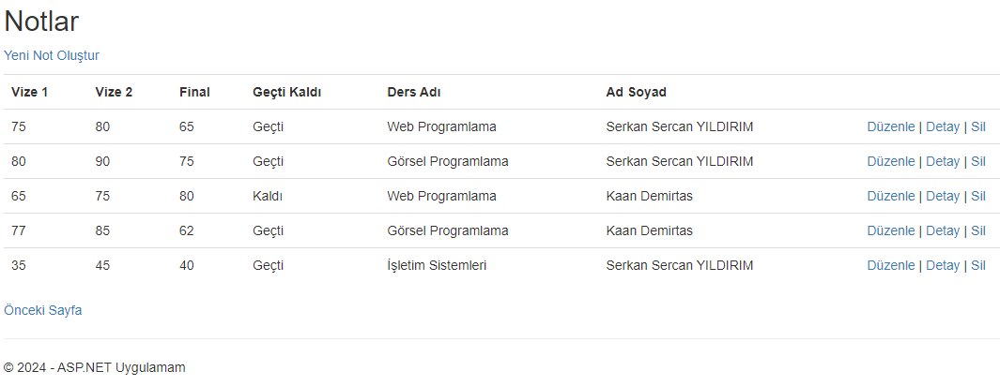 Notlar
Yeni Not Oluştur
Vize 1 Vize 2 Final Geçti Kaldı Ders Adı Ad Soyad
75 80 65 Geçti Web Programlama Serkan Sercan YILDIRIM Düzenle | Detay | Sil
80 90 75 Geçti Görsel Programlama Serkan Sercan YILDIRIM Düzenle | Detay | Sil
65 75 80 Kaldı Web Programlama Kaan Demirtas Düzenle | Detay | Sil
77 85 62 Geçti Görsel Programlama Kaan Demirtas Düzenle | Detay | Sil
35 45 40 Geçti İşletim Sistemleri Serkan Sercan YILDIRIM Düzenle | Detay | Sil
Önceki Sayfa
© 2024 - ASP.NET Uygulamam